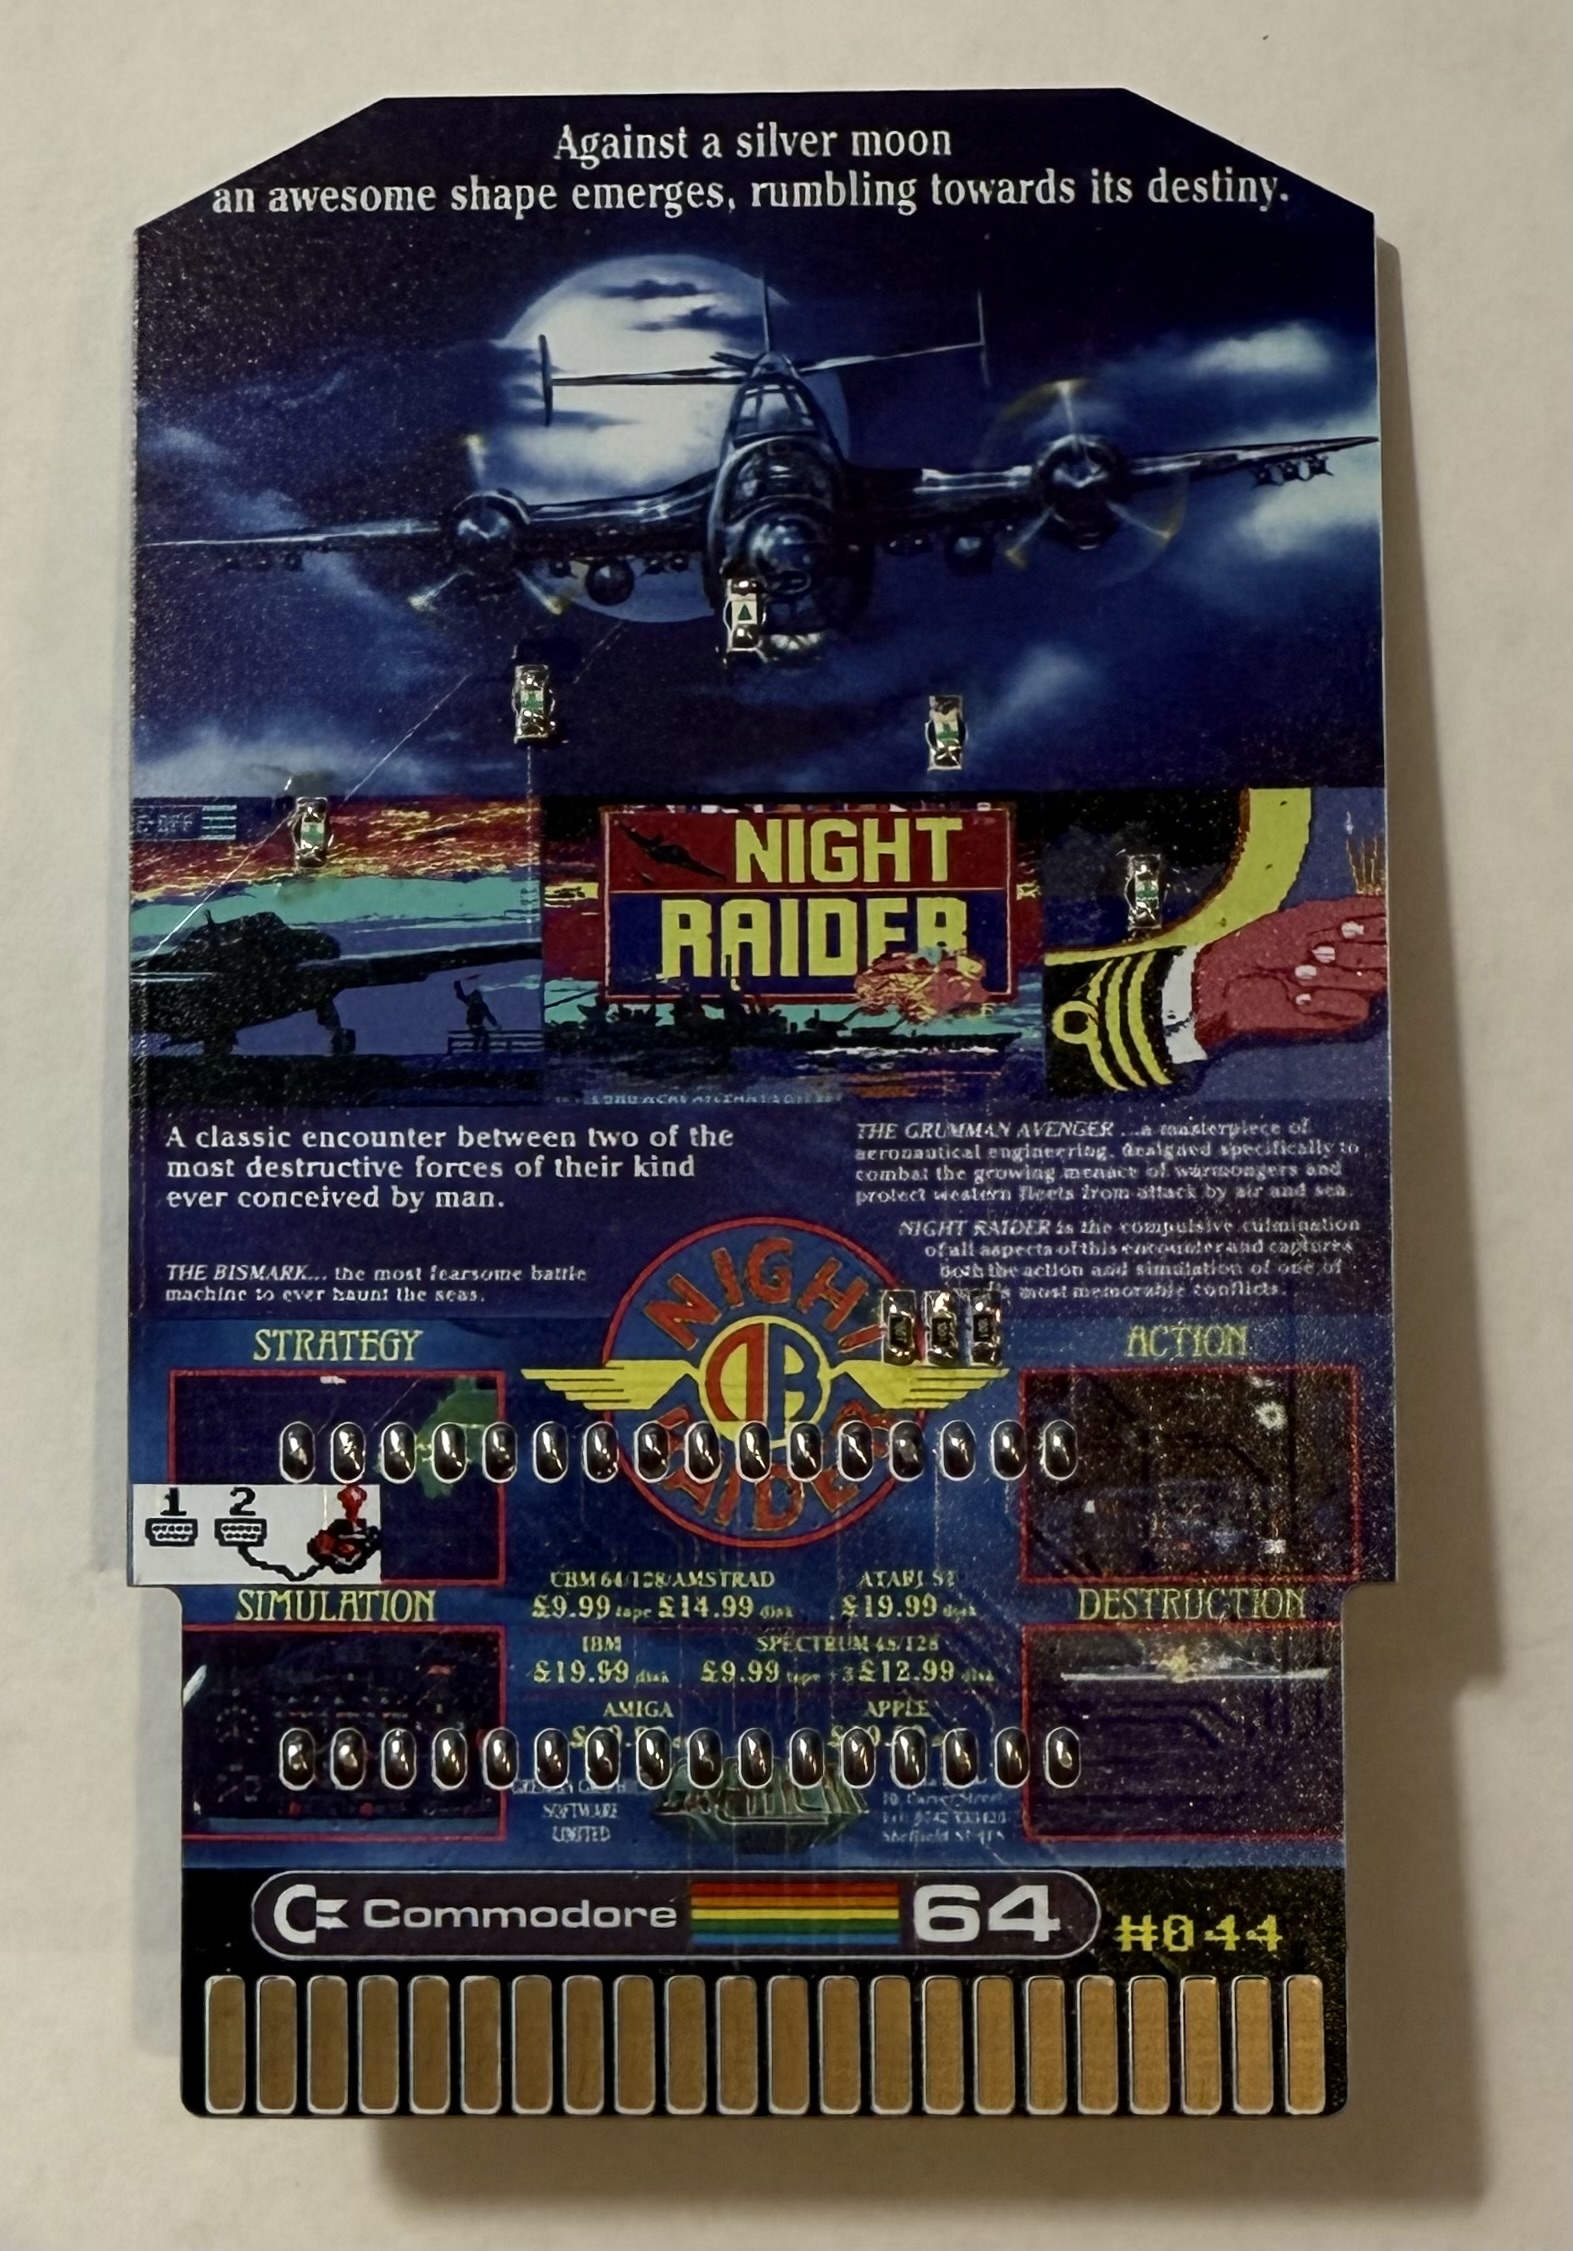 Against a silver moon
an awesome shape emerges, rumbling towards its destiny.
NIGHT
RAIDER
A classic encounter between two of the
most destructive forces of their kind
ever conceived by man.
THE BISMARK... the most fearsome battle
machine to ever haunt the seas.
THE GRUMMAN AVENGER ...a masterpiece of
aeronautical engineering, designed specifically to
combat the growing menace of warmongers and
protect western fleets from attack by air and sea.
NIGHT RAIDER is the compulsive culmination
of all aspects of this encounter and captures
both the action and simulation of one of
most memorable conflicts.
NIGHT
RAIDER
STRATEGY
ACTION
1 2
SIMULATION
DESTRUCTION
CBM 64/128/AMSTRAD
£9.99 tape £14.99 disk
ATARI ST
£19.99 disk
IBM
£19.99 disk
SPECTRUM 48/128
£9.99 tape +3 £12.99 disk
AMIGA
APPLE
SOFTWARE
LIMITED
Commodore 64
#044